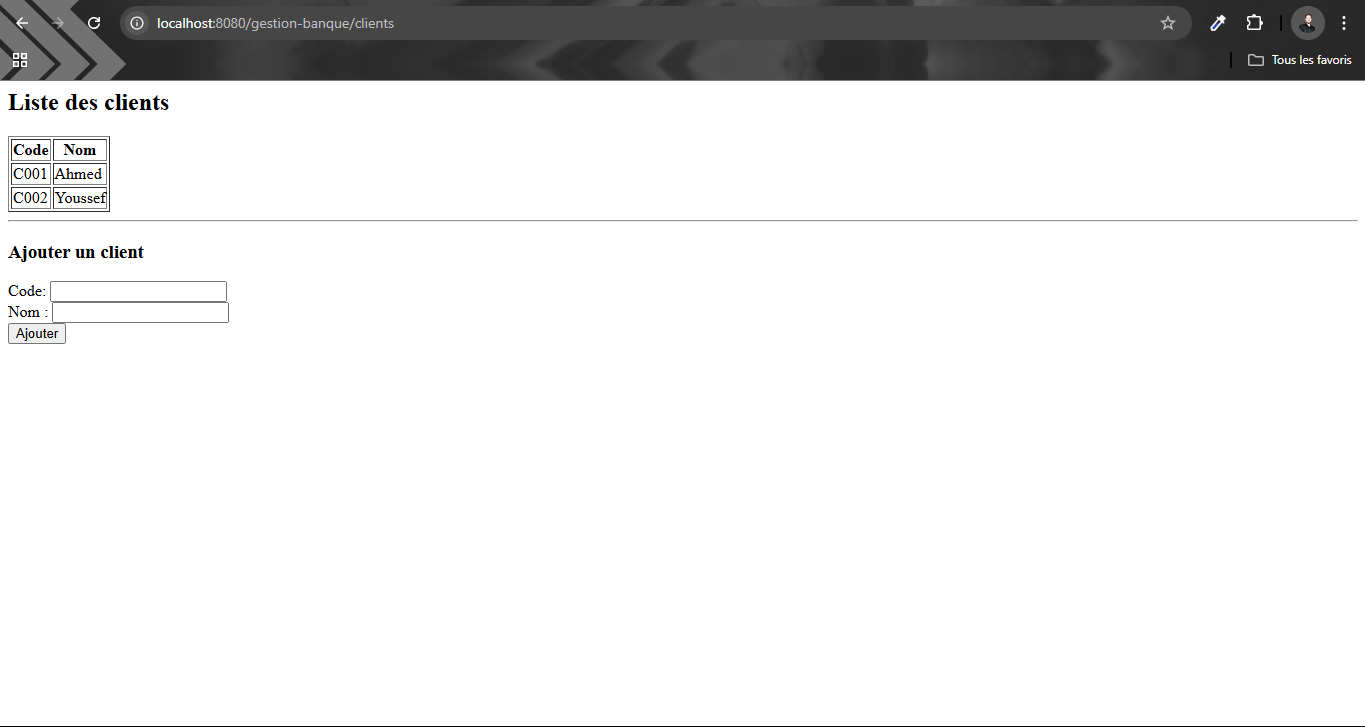 localhost:8080/gestion-banque/clients
Tous les favoris
Liste des clients
Code Nom
C001 Ahmed
C002 Youssef
Ajouter un client
Code:
Nom :
Ajouter